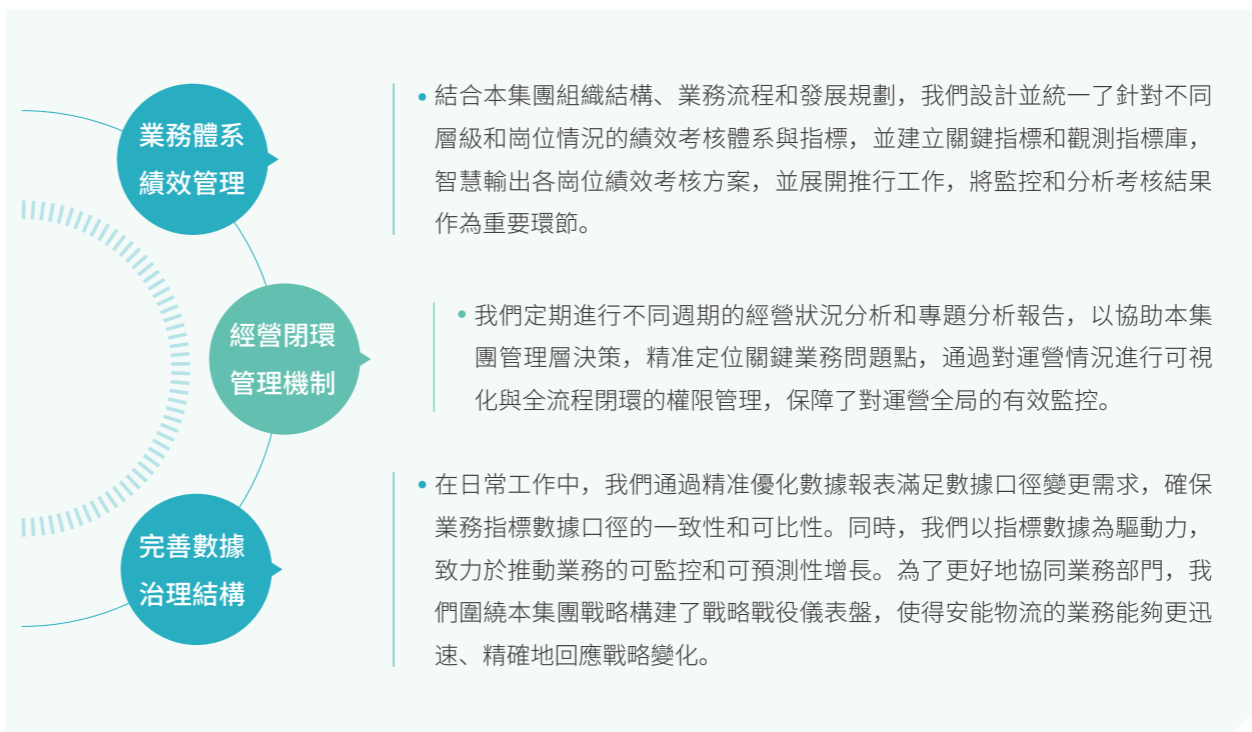 業務體系
績效管理
• 結合本集團組織結構、業務流程和發展規劃，我們設計並統一了針對不同
層級和崗位情況的績效考核體系與指標，並建立關鍵指標和觀測指標庫，
智慧輸出各崗位績效考核方案，並展開推行工作，將監控和分析考核結果
作為重要環節。
經營閉環
管理機制
• 我們定期進行不同週期的經營狀況分析和專題分析報告，以協助本集
團管理層決策，精准定位關鍵業務問題點，通過對運營情況進行可視
化與全流程閉環的權限管理，保障了對運營全局的有效監控。
完善數據
治理結構
• 在日常工作中，我們通過精准優化數據報表滿足數據口徑變更需求，確保
業務指標數據口徑的一致性和可比性。同時，我們以指標數據為驅動力，
致力於推動業務的可監控和可預測性增長。為了更好地協同業務部門，我
們圍繞本集團戰略構建了戰略戰役儀表盤，使得安能物流的業務能夠更迅
速、精確地回應戰略變化。